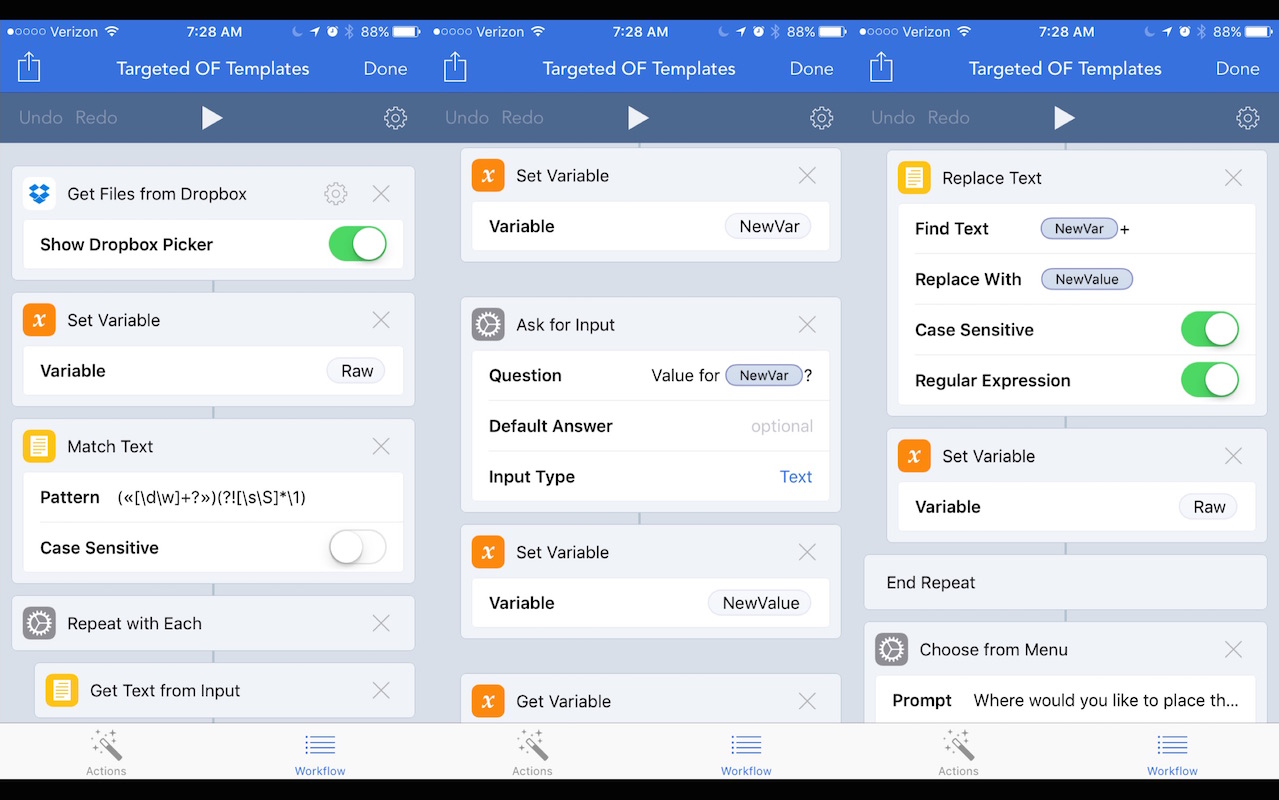 Verizon 7:28 AM 88%
Targeted OF Templates Done
Undo Redo
Get Files from Dropbox
Show Dropbox Picker
x Set Variable
Variable Raw
Match Text
Pattern («[\d\w]+?»)(?![\s\S]*\1)
Case Sensitive
Repeat with Each
Get Text from Input
Actions Workflow
Verizon 7:28 AM 88%
Targeted OF Templates Done
Undo Redo
x Set Variable
Variable NewVar
Ask for Input
Question Value for NewVar ?
Default Answer optional
Input Type Text
x Set Variable
Variable NewValue
x Get Variable
Actions Workflow
Verizon 7:28 AM 88%
Targeted OF Templates Done
Undo Redo
Replace Text
Find Text NewVar +
Replace With NewValue
Case Sensitive
Regular Expression
x Set Variable
Variable Raw
End Repeat
Choose from Menu
Prompt Where would you like to place th...
Actions Workflow